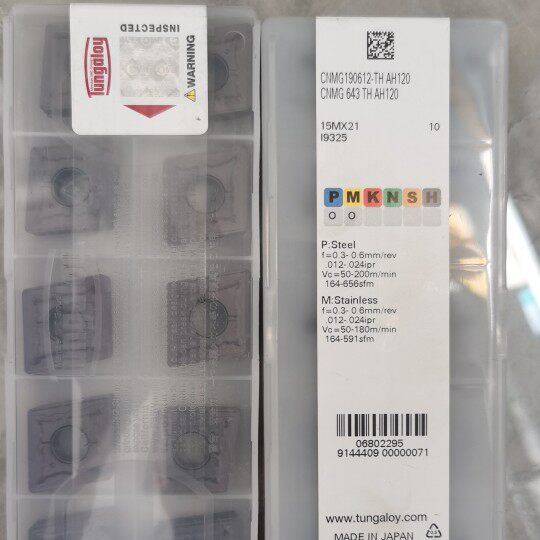 INSPECTED
Tungaloy
WARNING
CNMG190612-TH AH120
CNMG 643 TH AH120
15MX21 10
I9325
P M K N S H
O O
P:Steel
f=0.3- 0.6mm/rev
.012-.024ipr
Vc=50-200m/min
164-656sfm
M:Stainless
f=0.3- 0.6mm/rev
.012-.024ipr
Vc=50-180m/min
164-591sfm
06802295
9144409 00000071
www.tungaloy.com
MADE IN JAPAN